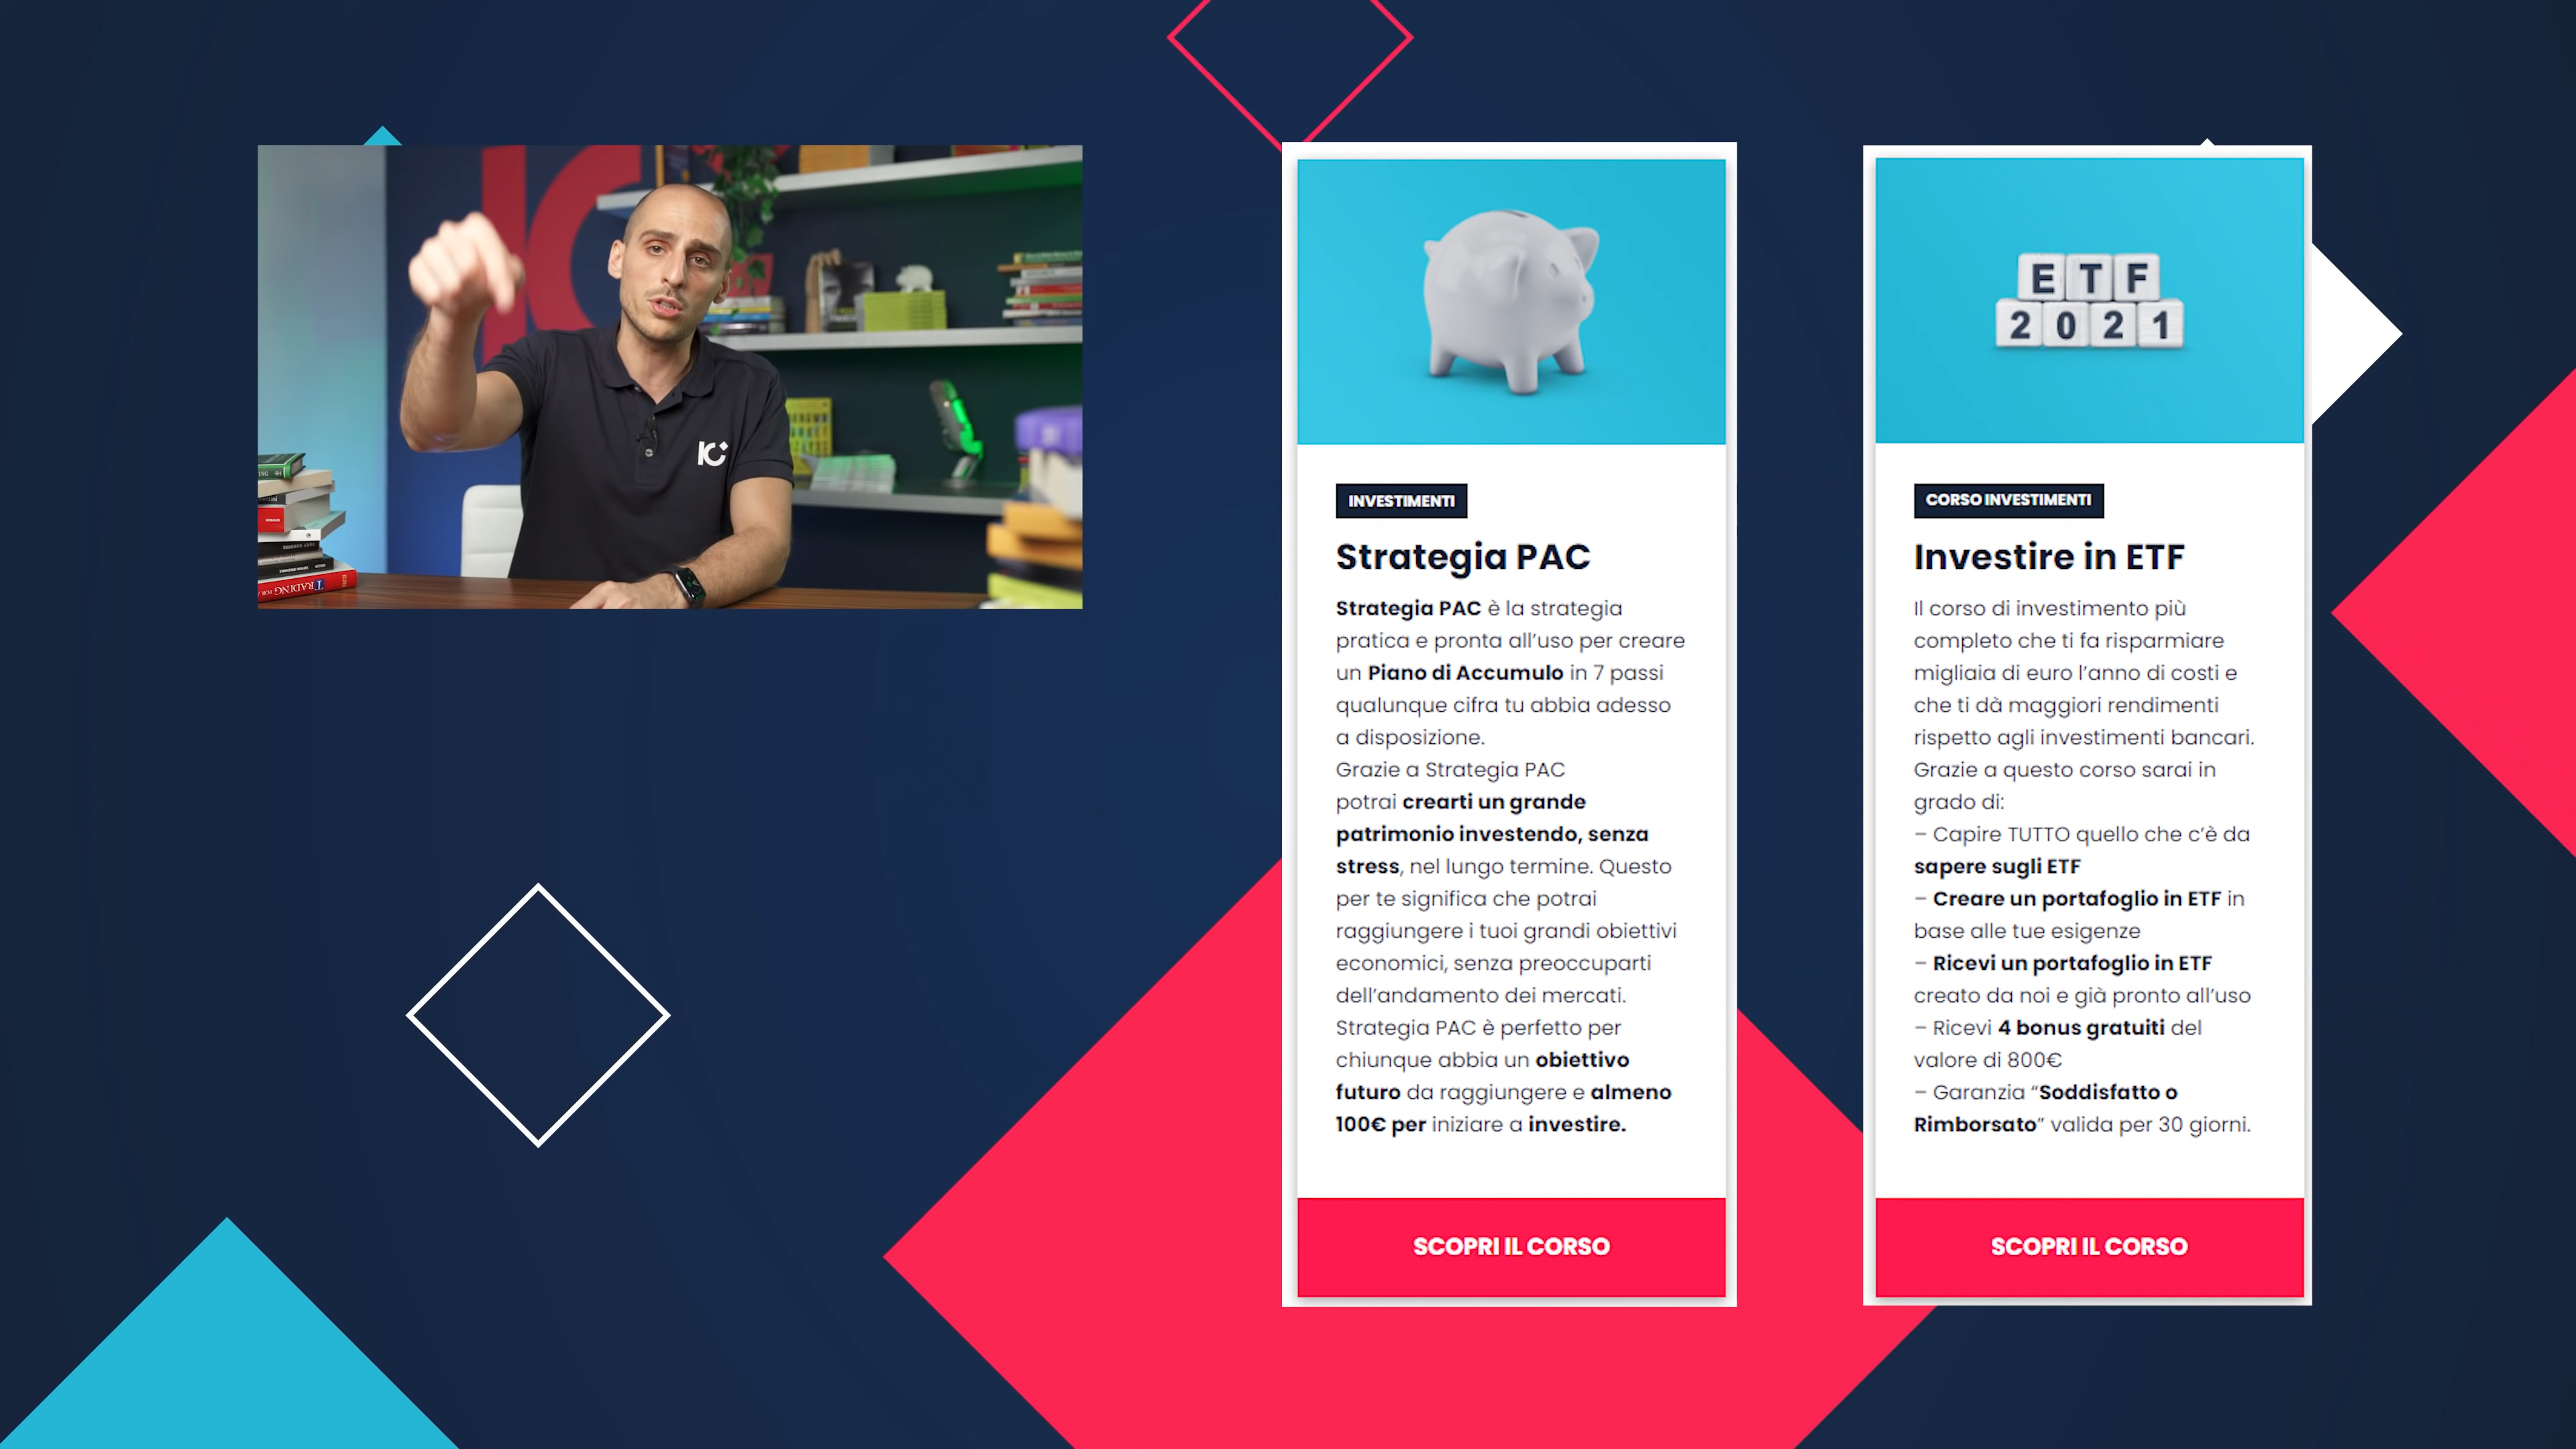 IC
TRADING
INVESTIMENTI
Strategia PAC
Strategia PAC è la strategia
pratica e pronta all’uso per creare
un Piano di Accumulo in 7 passi
qualunque cifra tu abbia adesso
a disposizione.
Grazie a Strategia PAC
potrai crearti un grande
patrimonio investendo, senza
stress, nel lungo termine. Questo
per te significa che potrai
raggiungere i tuoi grandi obiettivi
economici, senza preoccuparti
dell’andamento dei mercati.
Strategia PAC è perfetto per
chiunque abbia un obiettivo
futuro da raggiungere e almeno
100€ per iniziare a investire.
SCOPRI IL CORSO
ETF
2021
CORSO INVESTIMENTI
Investire in ETF
Il corso di investimento più
completo che ti fa risparmiare
migliaia di euro l’anno di costi e
che ti dà maggiori rendimenti
rispetto agli investimenti bancari.
Grazie a questo corso sarai in
grado di:
– Capire TUTTO quello che c’è da
sapere sugli ETF
– Creare un portafoglio in ETF in
base alle tue esigenze
– Ricevi un portafoglio in ETF
creato da noi e già pronto all’uso
– Ricevi 4 bonus gratuiti del
valore di 800€
– Garanzia “Soddisfatto o
Rimborsato” valida per 30 giorni.
SCOPRI IL CORSO